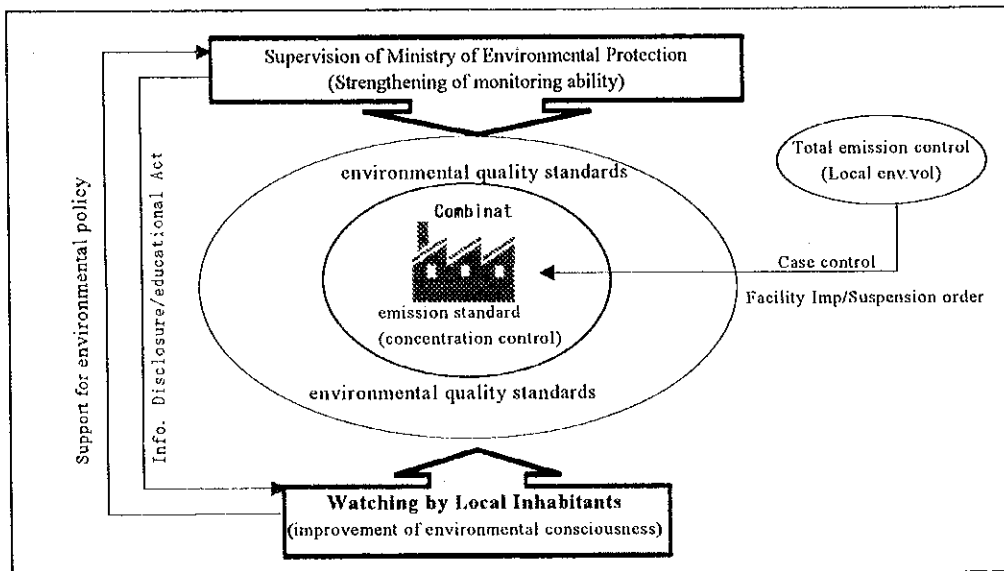 Supervision of Ministry of Environmental Protection
(Strengthening of monitoring ability)
Support for environmental policy
Info. Disclosure/educational Act
environmental quality standards
Combinat
emission standard
(concentration control)
environmental quality standards
Total emission control
(Local env.vol)
Case control
Facility Imp/Suspension order
Watching by Local Inhabitants
(improvement of environmental consciousness)